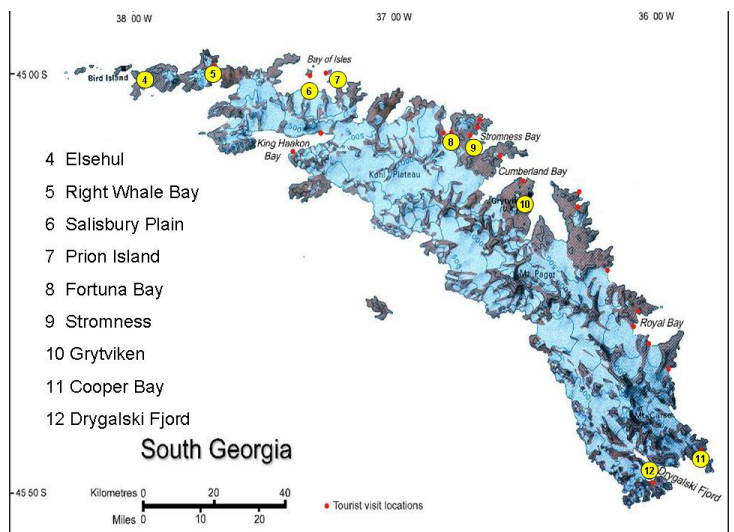 38 00 W
37 00 W
36 00 W
45 00 S
Bird Island
4
5
Bay of Isles
6
7
King Haakon
Bay
Kohl Plateau
8
9
Stromness Bay
Cumberland Bay
10
4 Elsehul
5 Right Whale Bay
6 Salisbury Plain
7 Prion Island
8 Fortuna Bay
9 Stromness
10 Grytviken
11 Cooper Bay
12 Drygalski Fjord
Mt. Paget
Royal Bay
11
12
Drygalski Fjord
South Georgia
45 50 S
Kilometres 0 20 40
Miles 0 10 20
Tourist visit locations